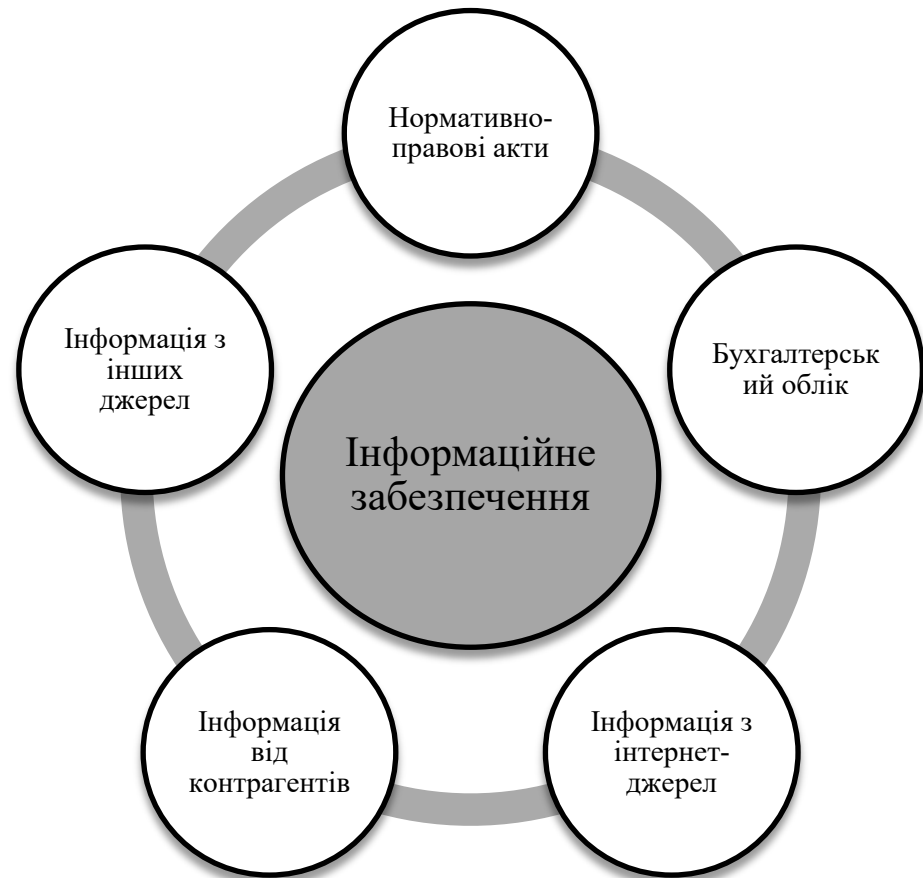 Нормативно-
правові акти
Бухгалтерськ
ий облік
Інформація з
інтернет-
джерел
Інформація
від
контрагентів
Інформація з
інших
джерел
Інформаційне
забезпечення